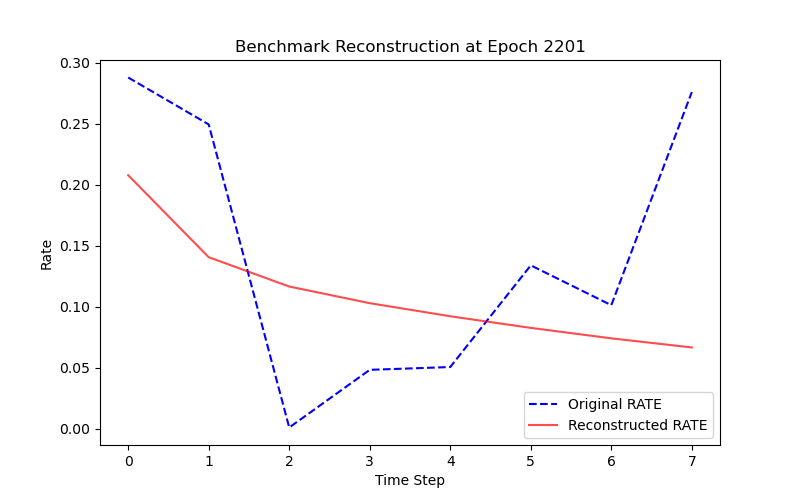 Benchmark Reconstruction at Epoch 2201
0.30
0.25
0.20
0.15
0.10
0.05
0.00
Rate
0 1 2 3 4 5 6 7
Time Step
Original RATE
Reconstructed RATE